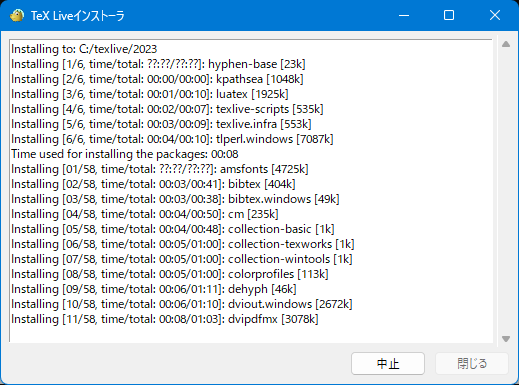 TeX Liveインストーラ
Installing to: C:/texlive/2023
Installing [1/6, time/total: ??:??/??:??]: hyphen-base [23k]
Installing [2/6, time/total: 00:00/00:00]: kpathsea [1048k]
Installing [3/6, time/total: 00:01/00:10]: luatex [1925k]
Installing [4/6, time/total: 00:02/00:07]: texlive-scripts [535k]
Installing [5/6, time/total: 00:03/00:09]: texlive.infra [553k]
Installing [6/6, time/total: 00:04/00:10]: tlperl.windows [7087k]
Time used for installing the packages: 00:08
Installing [01/58, time/total: ??:??/??:??]: amsfonts [4725k]
Installing [02/58, time/total: 00:03/00:41]: bibtex [404k]
Installing [03/58, time/total: 00:03/00:38]: bibtex.windows [49k]
Installing [04/58, time/total: 00:04/00:50]: cm [235k]
Installing [05/58, time/total: 00:04/00:48]: collection-basic [1k]
Installing [06/58, time/total: 00:05/01:00]: collection-texworks [1k]
Installing [07/58, time/total: 00:05/01:00]: collection-wintools [1k]
Installing [08/58, time/total: 00:05/01:00]: colorprofiles [113k]
Installing [09/58, time/total: 00:06/01:11]: dehyph [46k]
Installing [10/58, time/total: 00:06/01:10]: dviout.windows [2672k]
Installing [11/58, time/total: 00:08/01:03]: dvipdfmx [3078k]
中止
閉じる